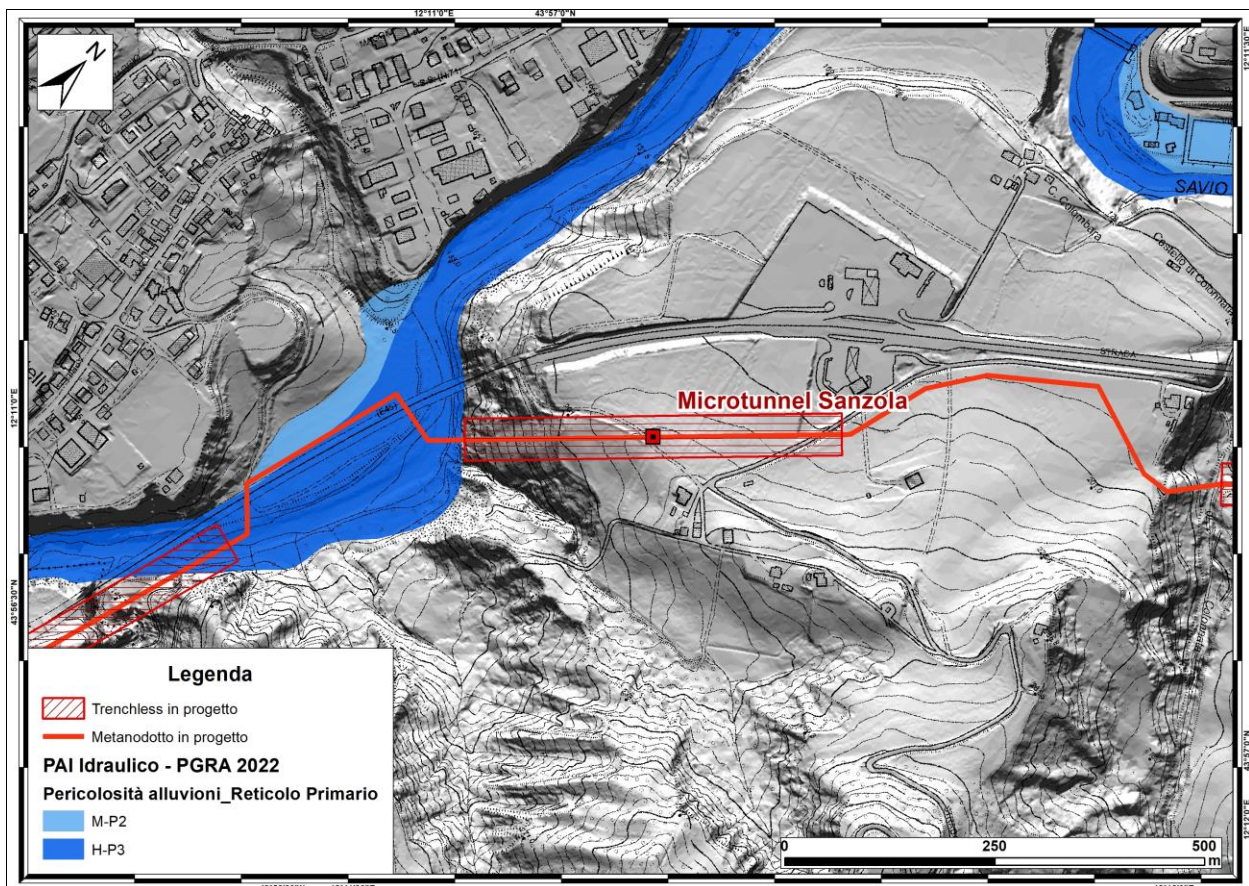 12°11'0"E
43°57'0"N
12°11'30"E
N
SAVIO
C. Colombara
STRADA
Microtunnel Sanzola
12°11'0"E
43°56'30"N
43°57'0"N
12°12'0"E
Legenda
Trenchless in progetto
Metanodotto in progetto
PAI Idraulico - PGRA 2022
Pericolosità alluvioni_Reticolo Primario
M-P2
H-P3
0 250 500
m